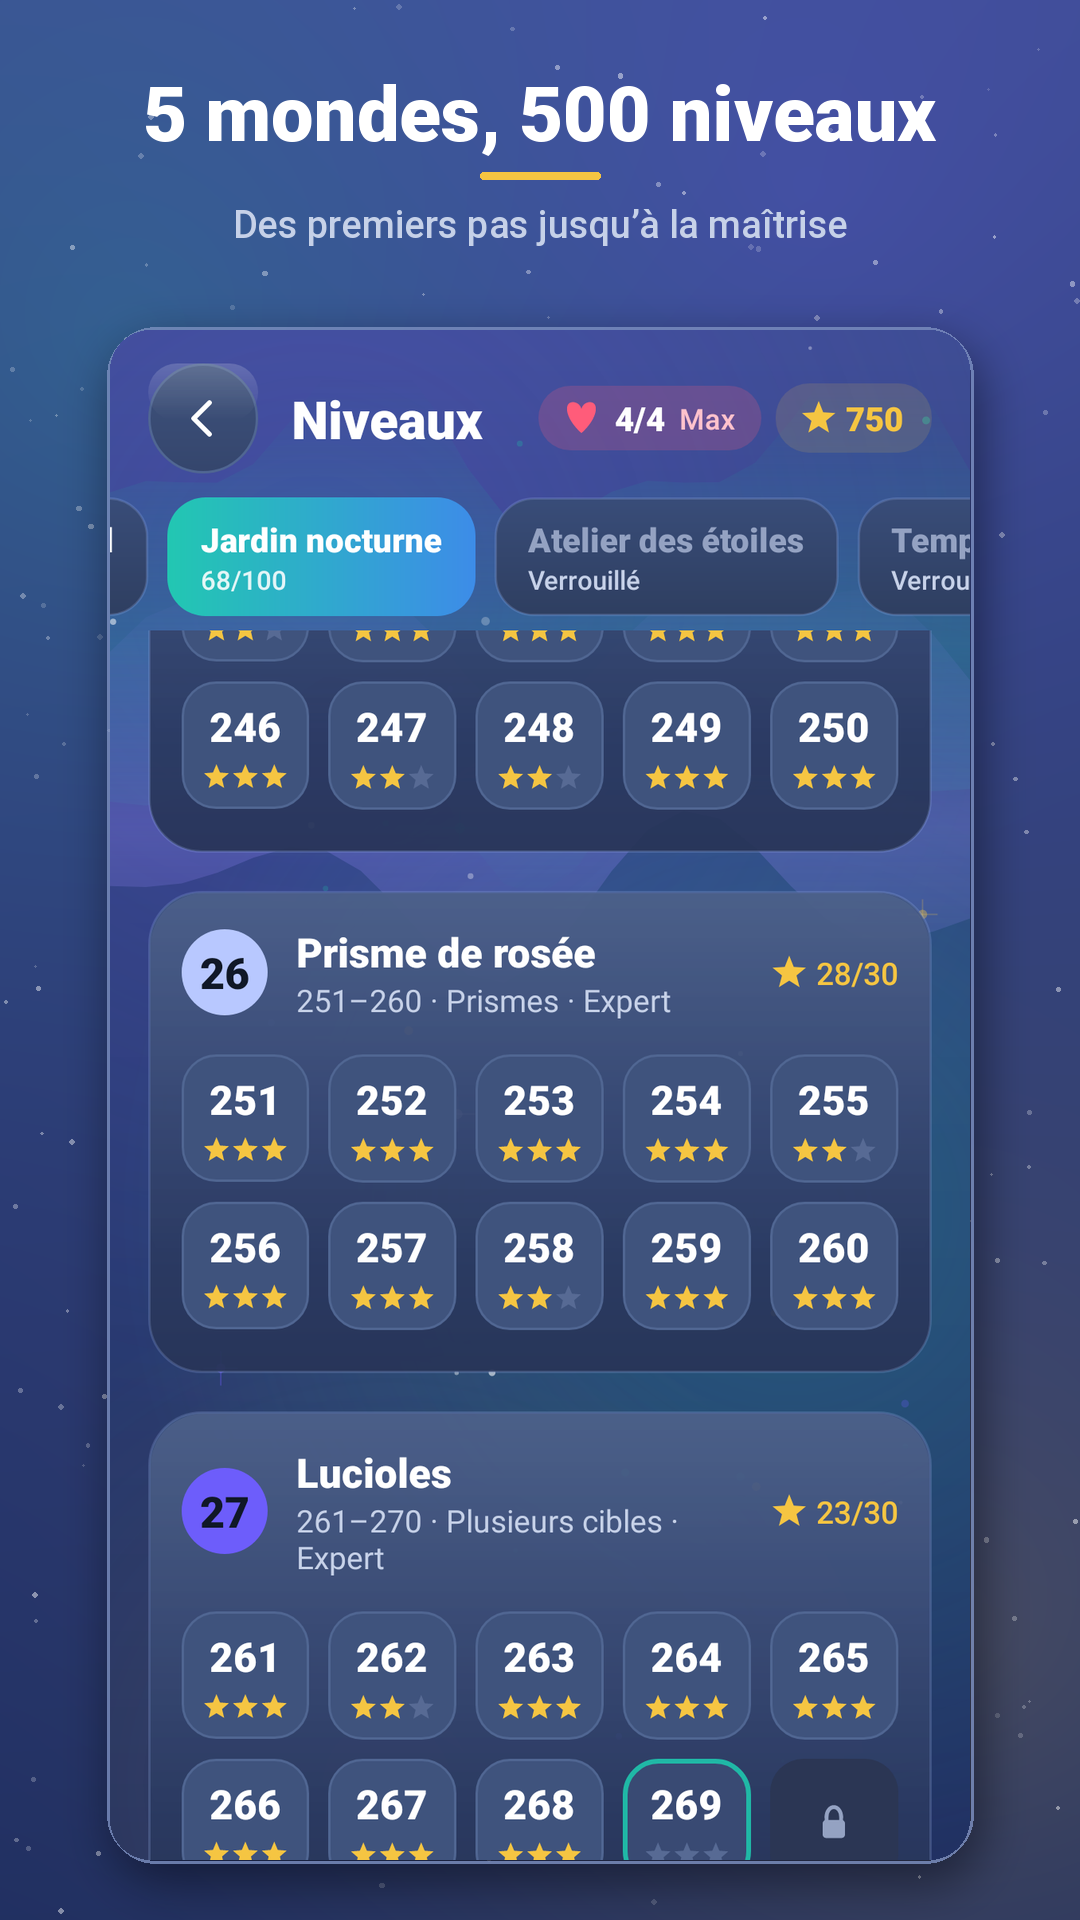 5 mondes, 500 niveaux
Des premiers pas jusqu’à la maîtrise
Niveaux
4/4 Max
750
Jardin nocturne
68/100
Atelier des étoiles
Verrouillé
Temp
Verrou
246 247 248 249 250
26
Prisme de rosée
251–260 · Prismes · Expert
28/30
251 252 253 254 255
256 257 258 259 260
27
Lucioles
261–270 · Plusieurs cibles ·
Expert
23/30
261 262 263 264 265
266 267 268 269